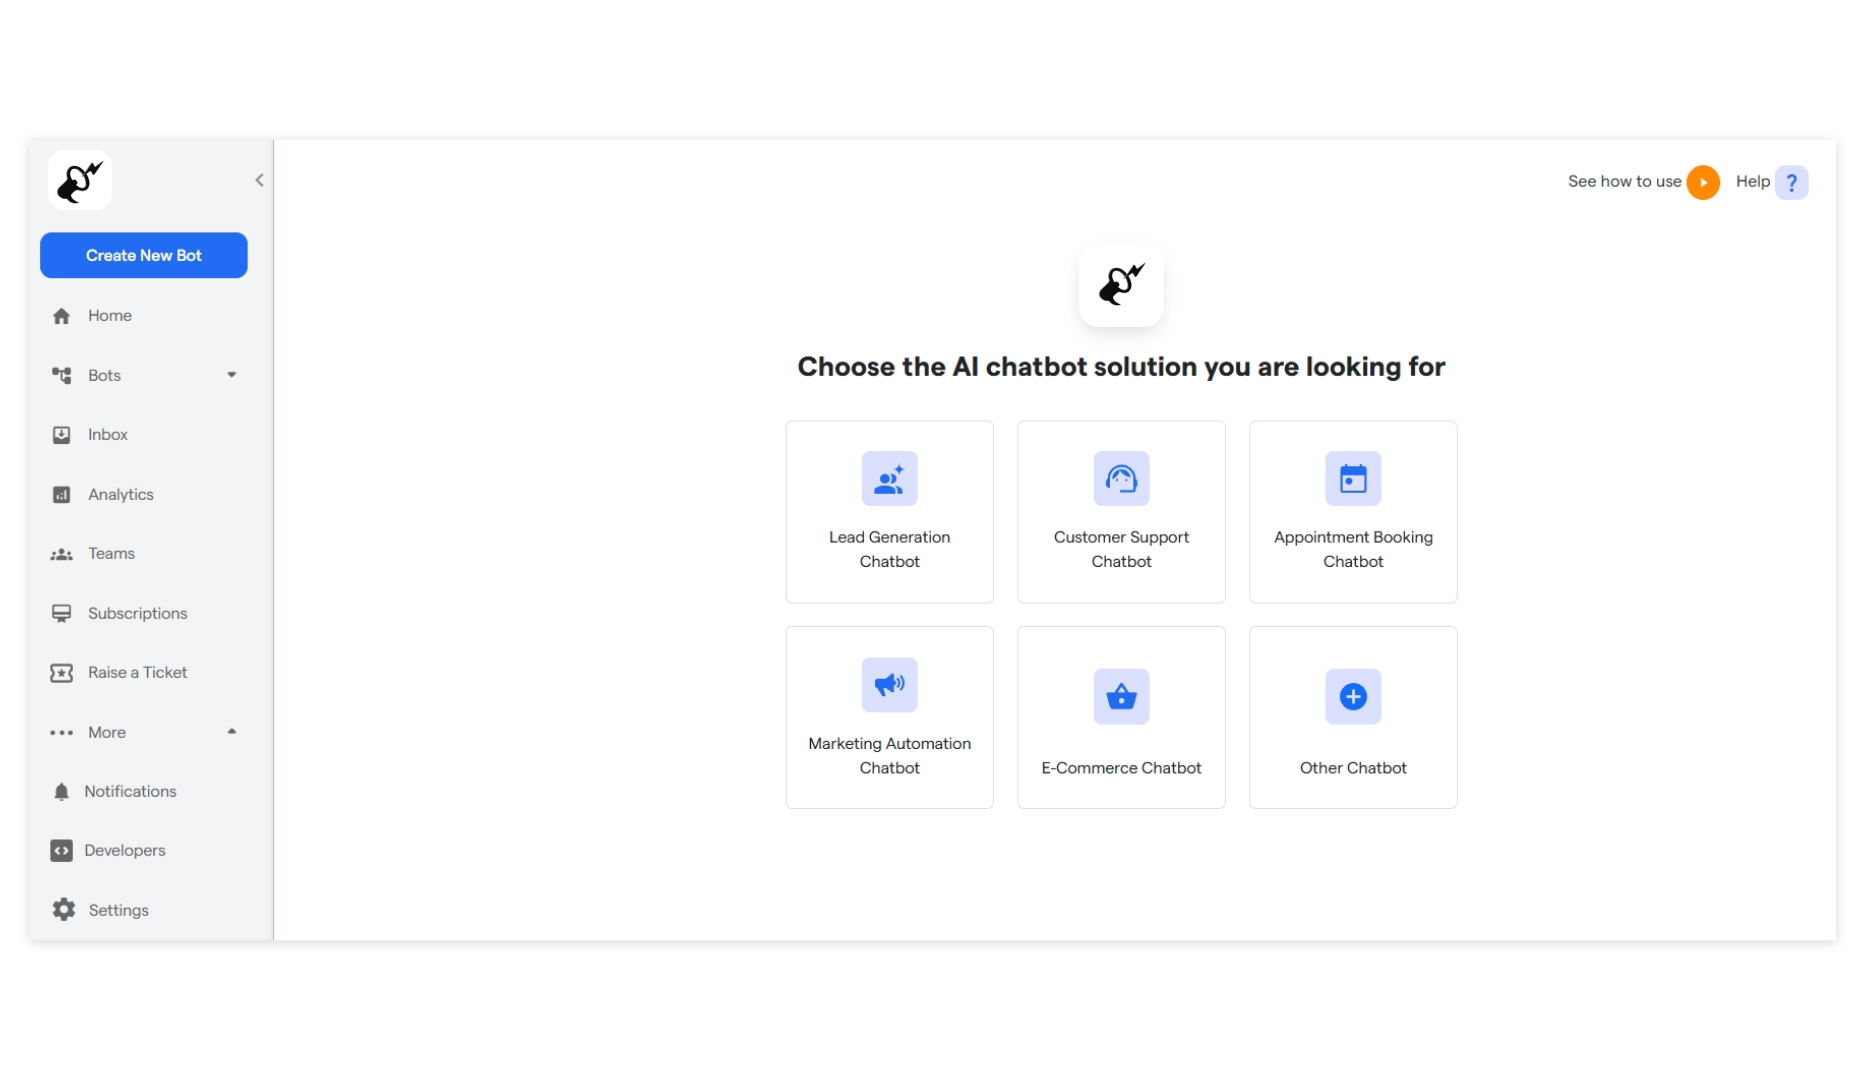 Create New Bot
Home
Bots
Inbox
Analytics
Teams
Subscriptions
Raise a Ticket
More
Notifications
Developers
Settings
See how to use
Help ?
Choose the AI chatbot solution you are looking for
Lead Generation
Chatbot
Customer Support
Chatbot
Appointment Booking
Chatbot
Marketing Automation
Chatbot
E-Commerce Chatbot
Other Chatbot